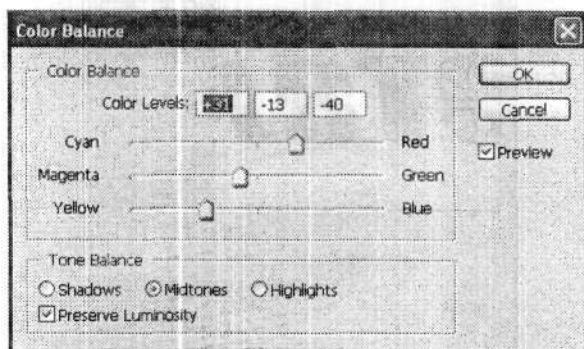 Color Balance
Color Balance
Color Levels: +31 -13 -40
Cyan Red
Magenta Green
Yellow Blue
Tone Balance
Shadows Midtones Highlights
Preserve Luminosity
OK
Cancel
Preview